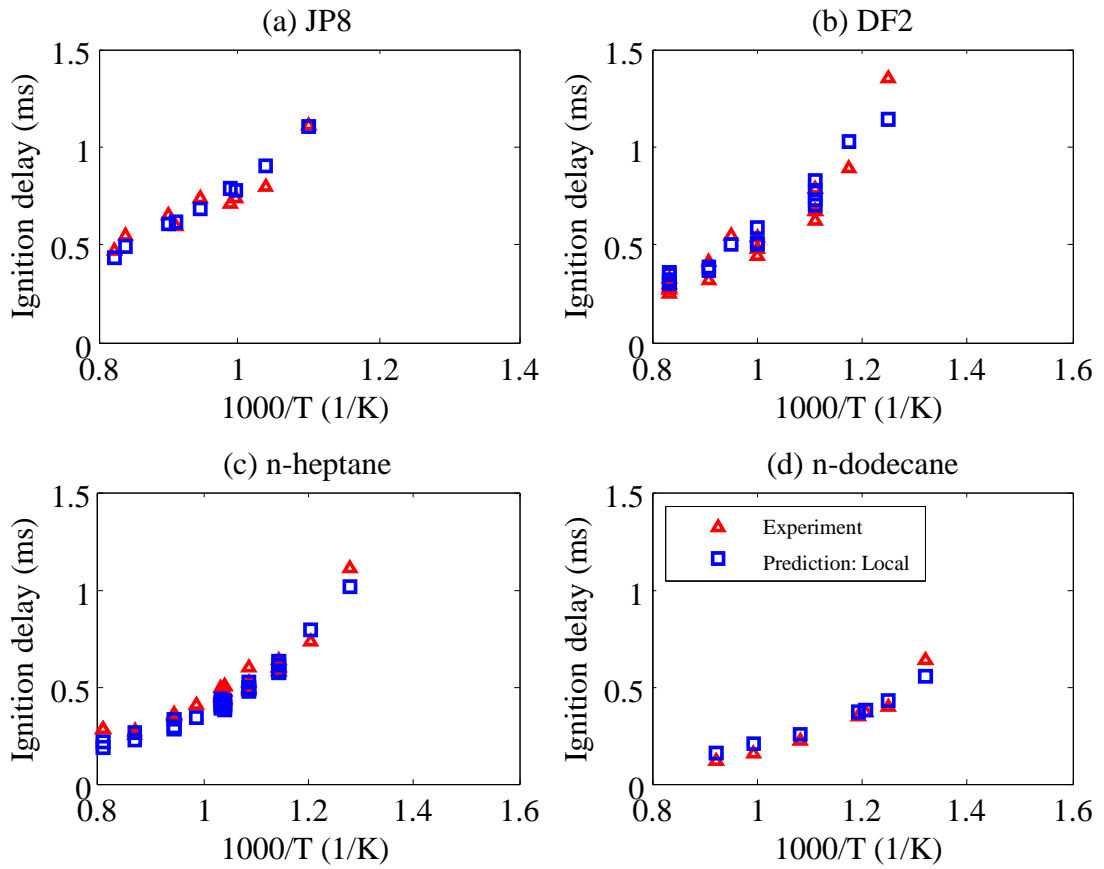 (a) JP8
Ignition delay (ms)
1.5
1
0.5
0
0.8
1
1.2
1.4
1000/T (1/K)
(b) DF2
Ignition delay (ms)
1.5
1
0.5
0
0.8
1
1.2
1.4
1.6
1000/T (1/K)
(c) n-heptane
Ignition delay (ms)
1.5
1
0.5
0
0.8
1
1.2
1.4
1.6
1000/T (1/K)
(d) n-dodecane
Ignition delay (ms)
1.5
1
0.5
0
0.8
1
1.2
1.4
1.6
1000/T (1/K)
Experiment
Prediction: Local